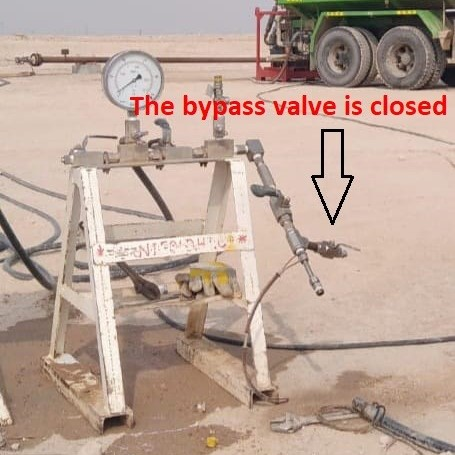 The bypass valve is closed